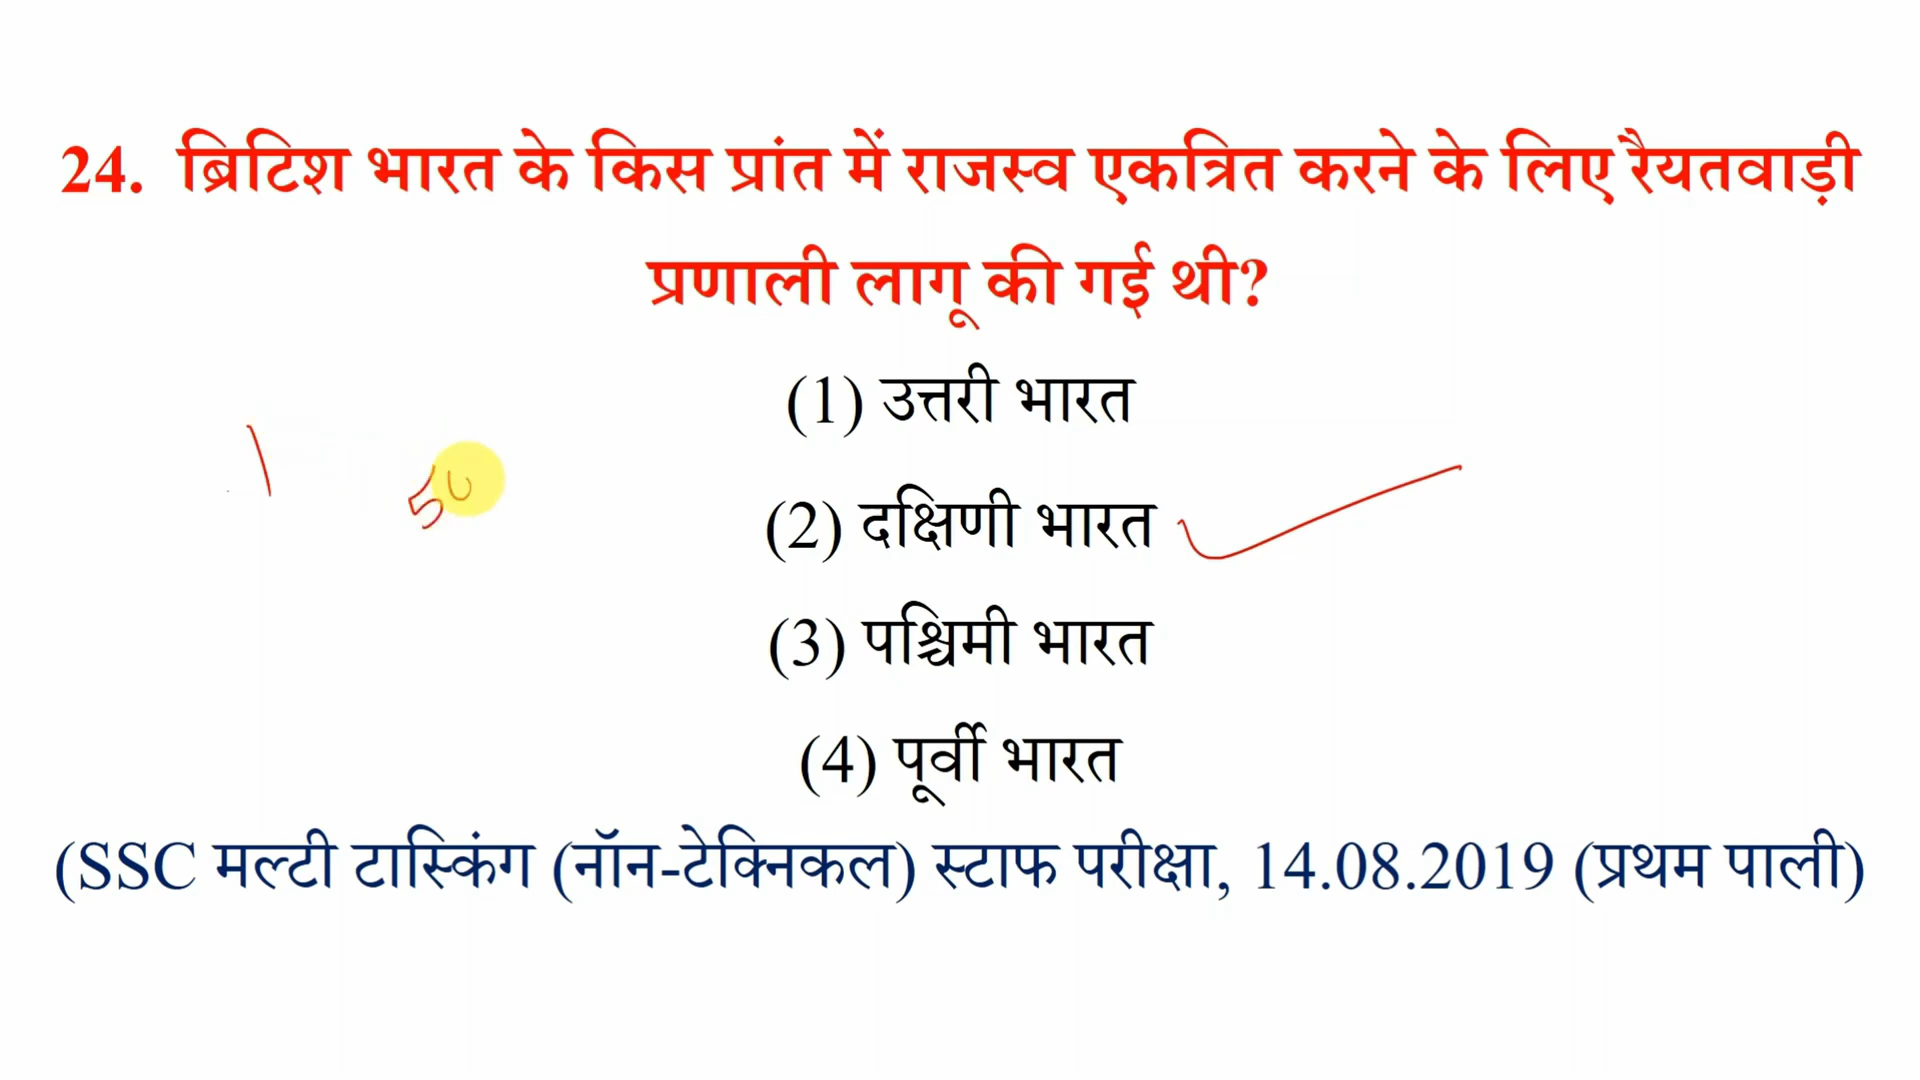 24. ब्रिटिश भारत के किस प्रांत में राजस्व एकत्रित करने के लिए रैयतवाड़ी
प्रणाली लागू की गई थी?
(1) उत्तरी भारत
(2) दक्षिणी भारत
(3) पश्चिमी भारत
(4) पूर्वी भारत
(SSC मल्टी टास्किंग (नॉन-टेक्निकल) स्टाफ परीक्षा, 14.08.2019 (प्रथम पाली)